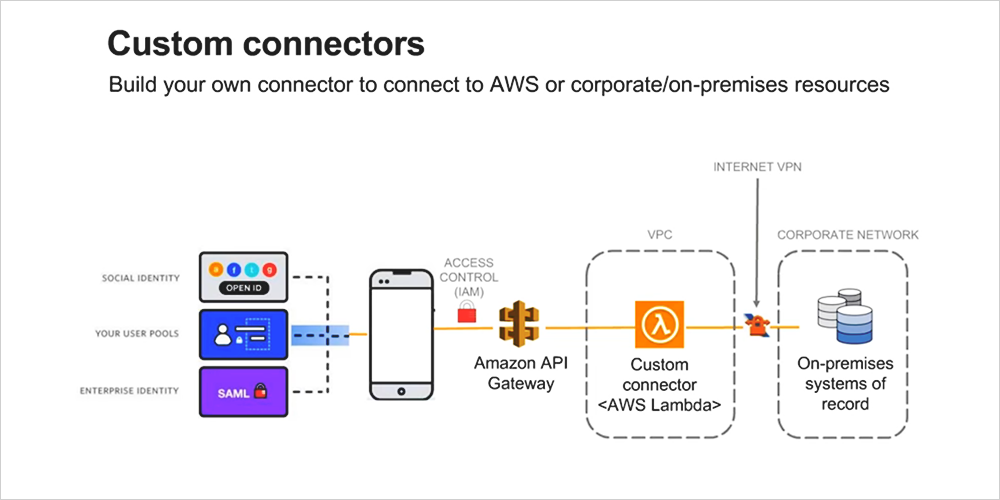 Custom connectors
Build your own connector to connect to AWS or corporate/on-premises resources
INTERNET VPN
VPC
CORPORATE NETWORK
ACCESS
CONTROL
(IAM)
SOCIAL IDENTITY
a f t g
OPEN ID
YOUR USER POOLS
ENTERPRISE IDENTITY
SAML
Amazon API
Gateway
λ
Custom
connector
<AWS Lambda>
On-premises
systems of
record